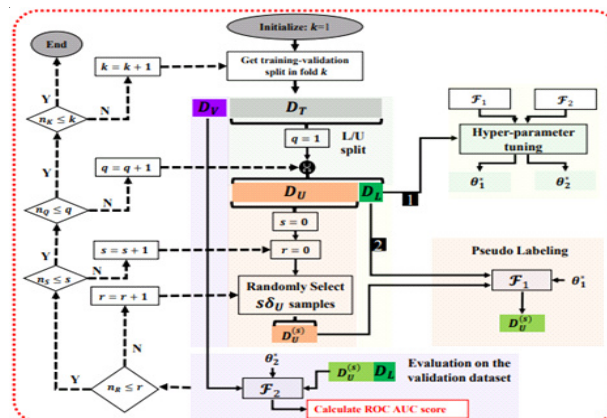 Initialize: k=1
End
k = k + 1
Get training-validation
split in fold k
Y
N
D_V
D_T
n_K ≤ k
q = 1
L/U
split
F_1
F_2
Hyper-parameter
tuning
Y
N
q = q + 1
n_Q ≤ q
D_U
D_L
1
θ_1^*
θ_2^*
s = 0
2
Y
N
s = s + 1
r = 0
Pseudo Labeling
n_S ≤ s
r = r + 1
Randomly Select
sδ_U samples
F_1
θ_1^*
D_U^(s)
D_U^(s)
N
Y
n_R ≤ r
θ_2^*
F_2
D_U^(s) D_L
Evaluation on the
validation dataset
Calculate ROC AUC score